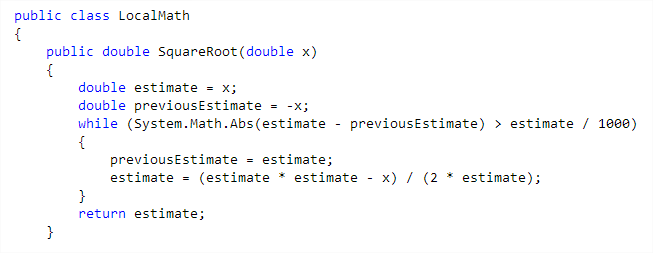 public class LocalMath
{
    public double SquareRoot(double x)
    {
        double estimate = x;
        double previousEstimate = -x;
        while (System.Math.Abs(estimate - previousEstimate) > estimate / 1000)
        {
            previousEstimate = estimate;
            estimate = (estimate * estimate - x) / (2 * estimate);
        }
        return estimate;
    }